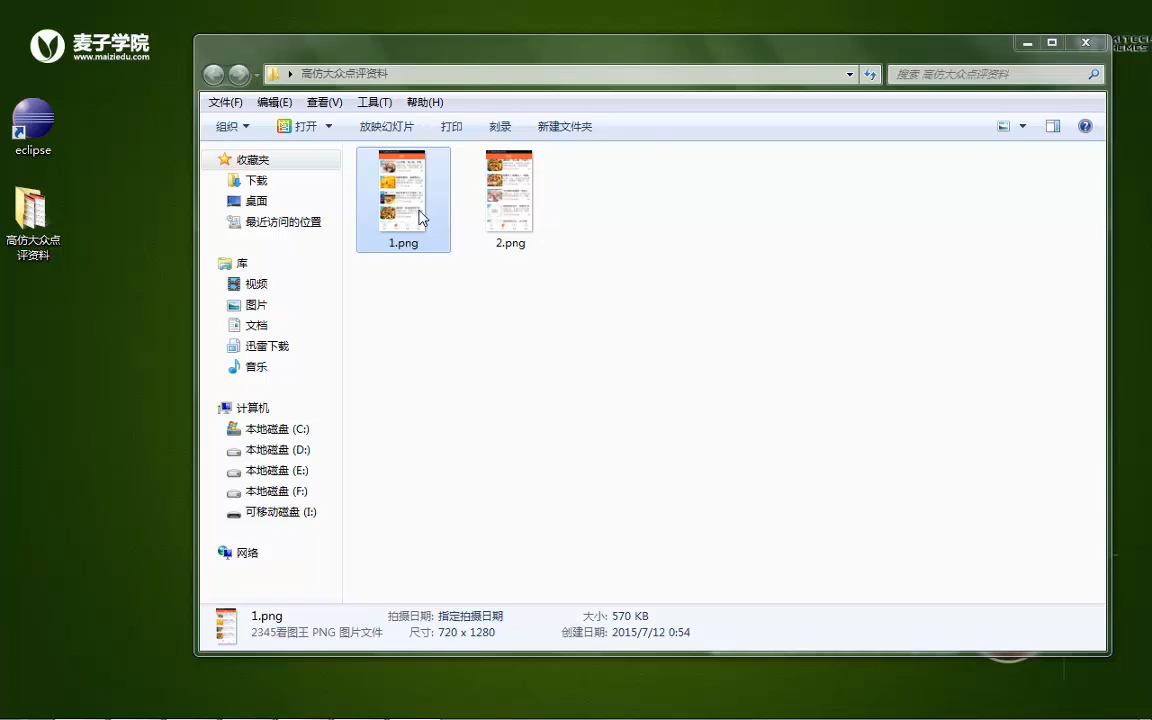 麦子学院
www.maiziedu.com
eclipse
高仿大众点
评资料
高仿大众点评资料
搜索 高仿大众点评资料
文件(F) 编辑(E) 查看(V) 工具(T) 帮助(H)
组织 打开 放映幻灯片 打印 刻录 新建文件夹
收藏夹
下载
桌面
最近访问的位置
库
视频
图片
文档
迅雷下载
音乐
计算机
本地磁盘 (C:)
本地磁盘 (D:)
本地磁盘 (E:)
本地磁盘 (F:)
可移动磁盘 (I:)
网络
1.png
2.png
1.png 拍摄日期: 指定拍摄日期 大小: 570 KB
2345看图王 PNG 图片文件 尺寸: 720 x 1280 创建日期: 2015/7/12 0:54